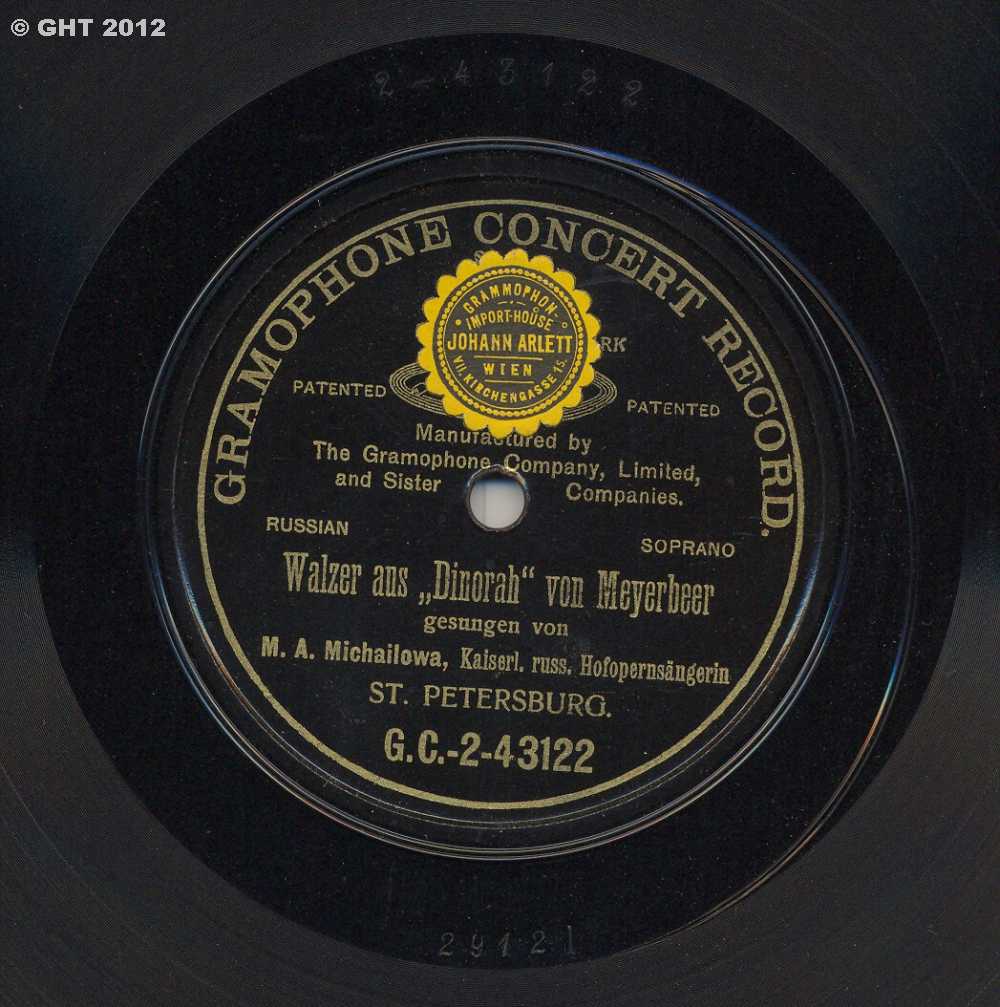 © GHT 2012
2-43122
GRAMOPHONE CONCERT RECORD.
GRAMMOPHON-
IMPORT-HOUSE
JOHANN ARLETT
WIEN
VII. KIRCHENGASSE 15.
RK
PATENTED
PATENTED
Manufactured by
The Gramophone Company, Limited,
and Sister Companies.
RUSSIAN
SOPRANO
Walzer aus „Dinorah“ von Meyerbeer
gesungen von
M. A. Michailowa, Kaiserl. russ. Hofopernsängerin
ST. PETERSBURG.
G.C.-2-43122
29121